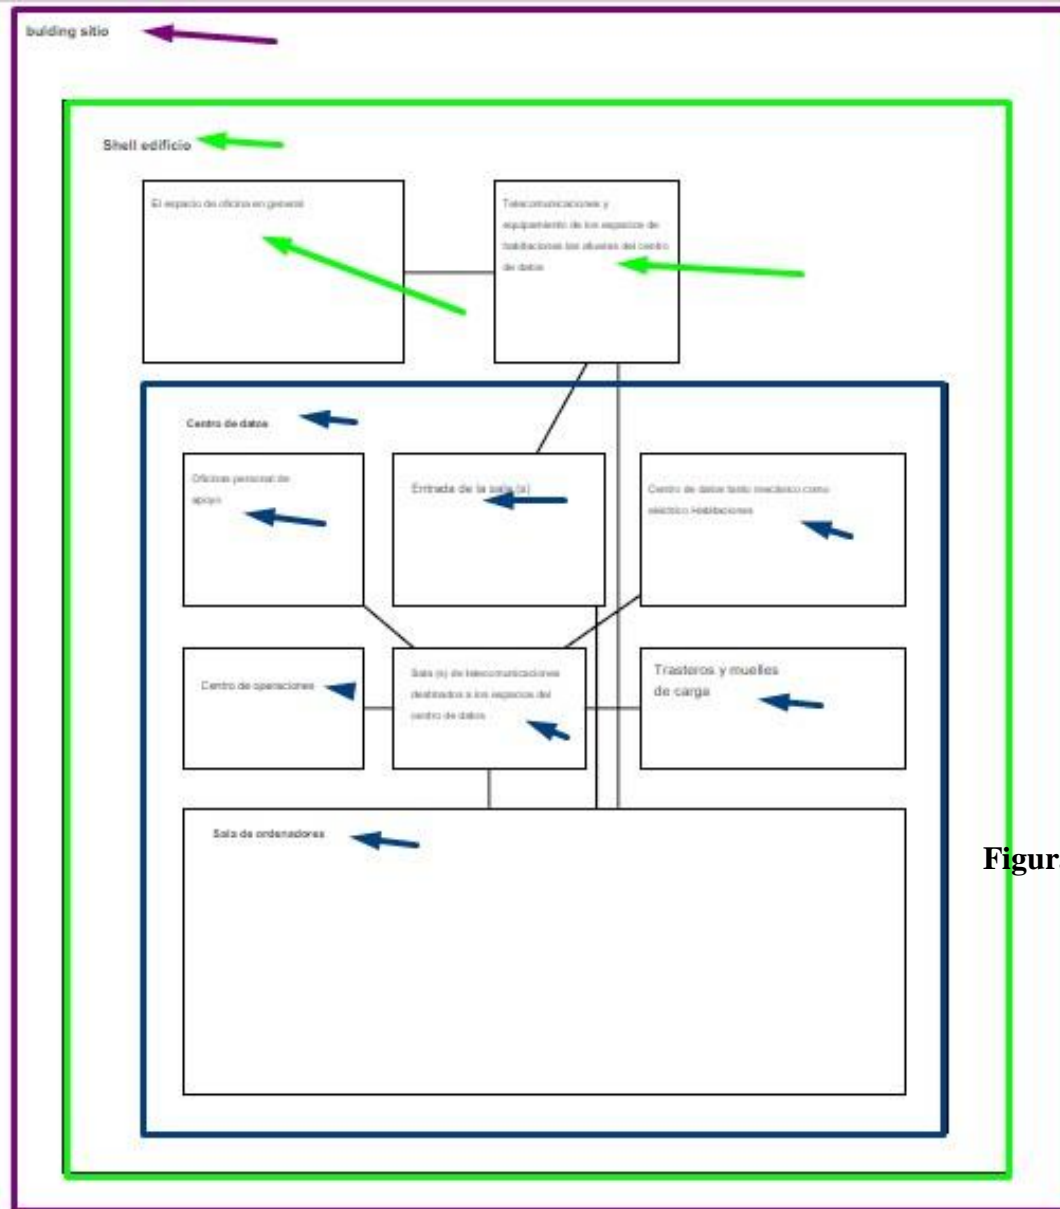 bulding sitio
Shell edificio
El espacio de oficina en general
Telecomunicaciones y
equipamiento de los espacios de
habitaciones las afueras del centro
de datos
Centro de datos
Oficinas personal de
apoyo
Entrada de la sala (s)
Centro de datos tanto mecánico como
eléctrico Habitaciones
Centro de operaciones
Sala (s) de telecomunicaciones
destinados a los espacios del
centro de datos
Trasteros y muelles
de carga
Sala de ordenadores
Figur